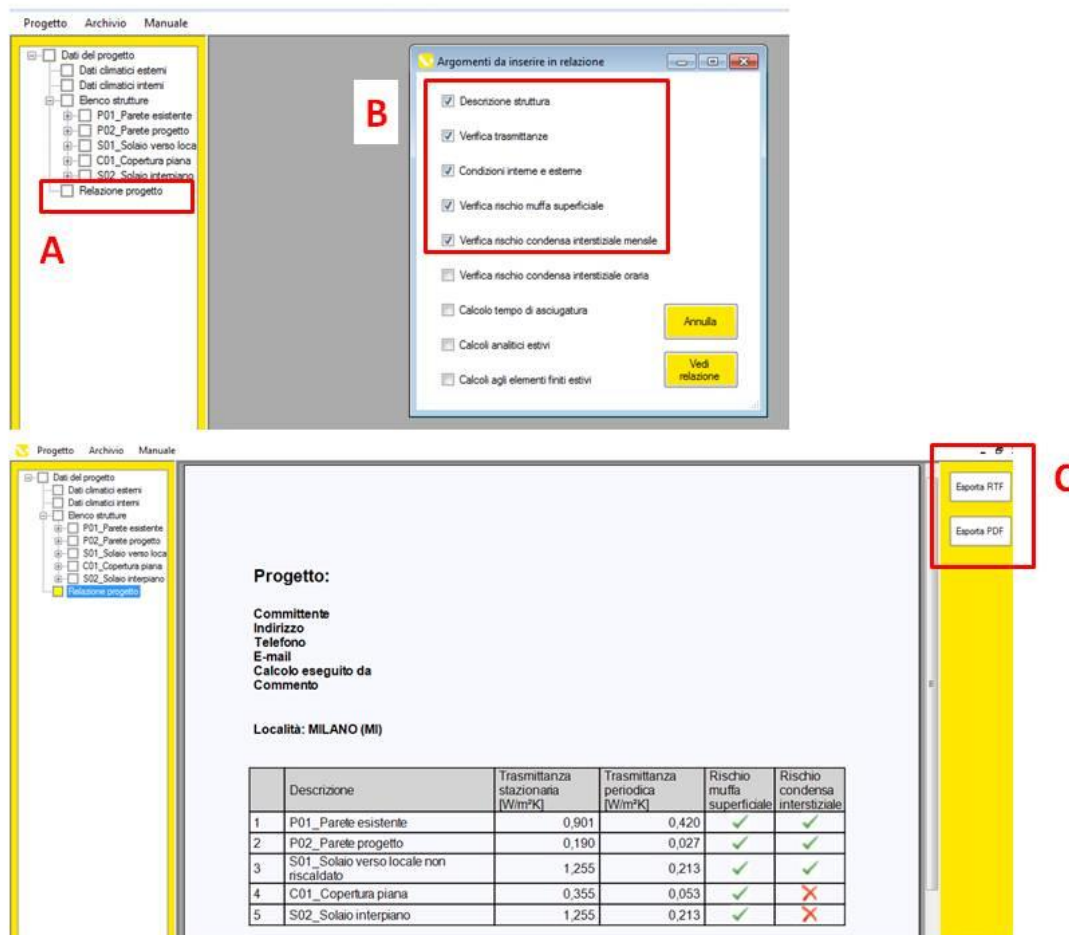 Progetto Archivio Manuale
Dati del progetto
Dati climatici esterni
Dati climatici interni
Elenco strutture
P01_Parete esistente
P02_Parete progetto
S01_Solaio verso loca
C01_Copertura piana
S02_Solaio interpiano
Relazione progetto
A
B
Argomenti da inserire in relazione
Descrizione struttura
Verifica trasmittanze
Condizioni interne e esterne
Verifica rischio muffa superficiale
Verifica rischio condensa interstiziale mensile
Verifica rischio condensa interstiziale oraria
Calcolo tempo di asciugatura
Calcoli analitici estivi
Calcoli agli elementi finiti estivi
Annulla
Vedi
relazione
Progetto Archivio Manuale
Dati del progetto
Dati climatici esterni
Dati climatici interni
Elenco strutture
P01_Parete esistente
P02_Parete progetto
S01_Solaio verso loca
C01_Copertura piana
S02_Solaio interpiano
Relazione progetto
Progetto:
Committente
Indirizzo
Telefono
E-mail
Calcolo eseguito da
Commento
Località: MILANO (MI)
Descrizione
Trasmittanza
stazionaria
[W/m²K]
Trasmittanza
periodica
[W/m²K]
Rischio
muffa
superficiale
Rischio
condensa
interstiziale
1 P01_Parete esistente 0,901 0,420
2 P02_Parete progetto 0,190 0,027
3 S01_Solaio verso locale non
riscaldato 1,255 0,213
4 C01_Copertura piana 0,355 0,053
5 S02_Solaio interpiano 1,255 0,213
Esporta RTF
Esporta PDF
C